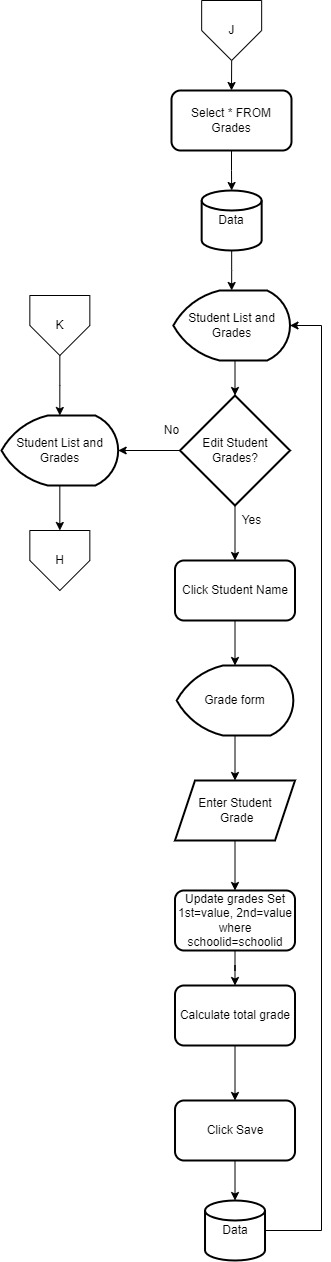 J
Select * FROM
Grades
Data
Student List and
Grades
K
Student List and
Grades
No
Edit Student
Grades?
Yes
H
Click Student Name
Grade form
Enter Student
Grade
Update grades Set
1st=value, 2nd=value
where
schoolid=schoolid
Calculate total grade
Click Save
Data